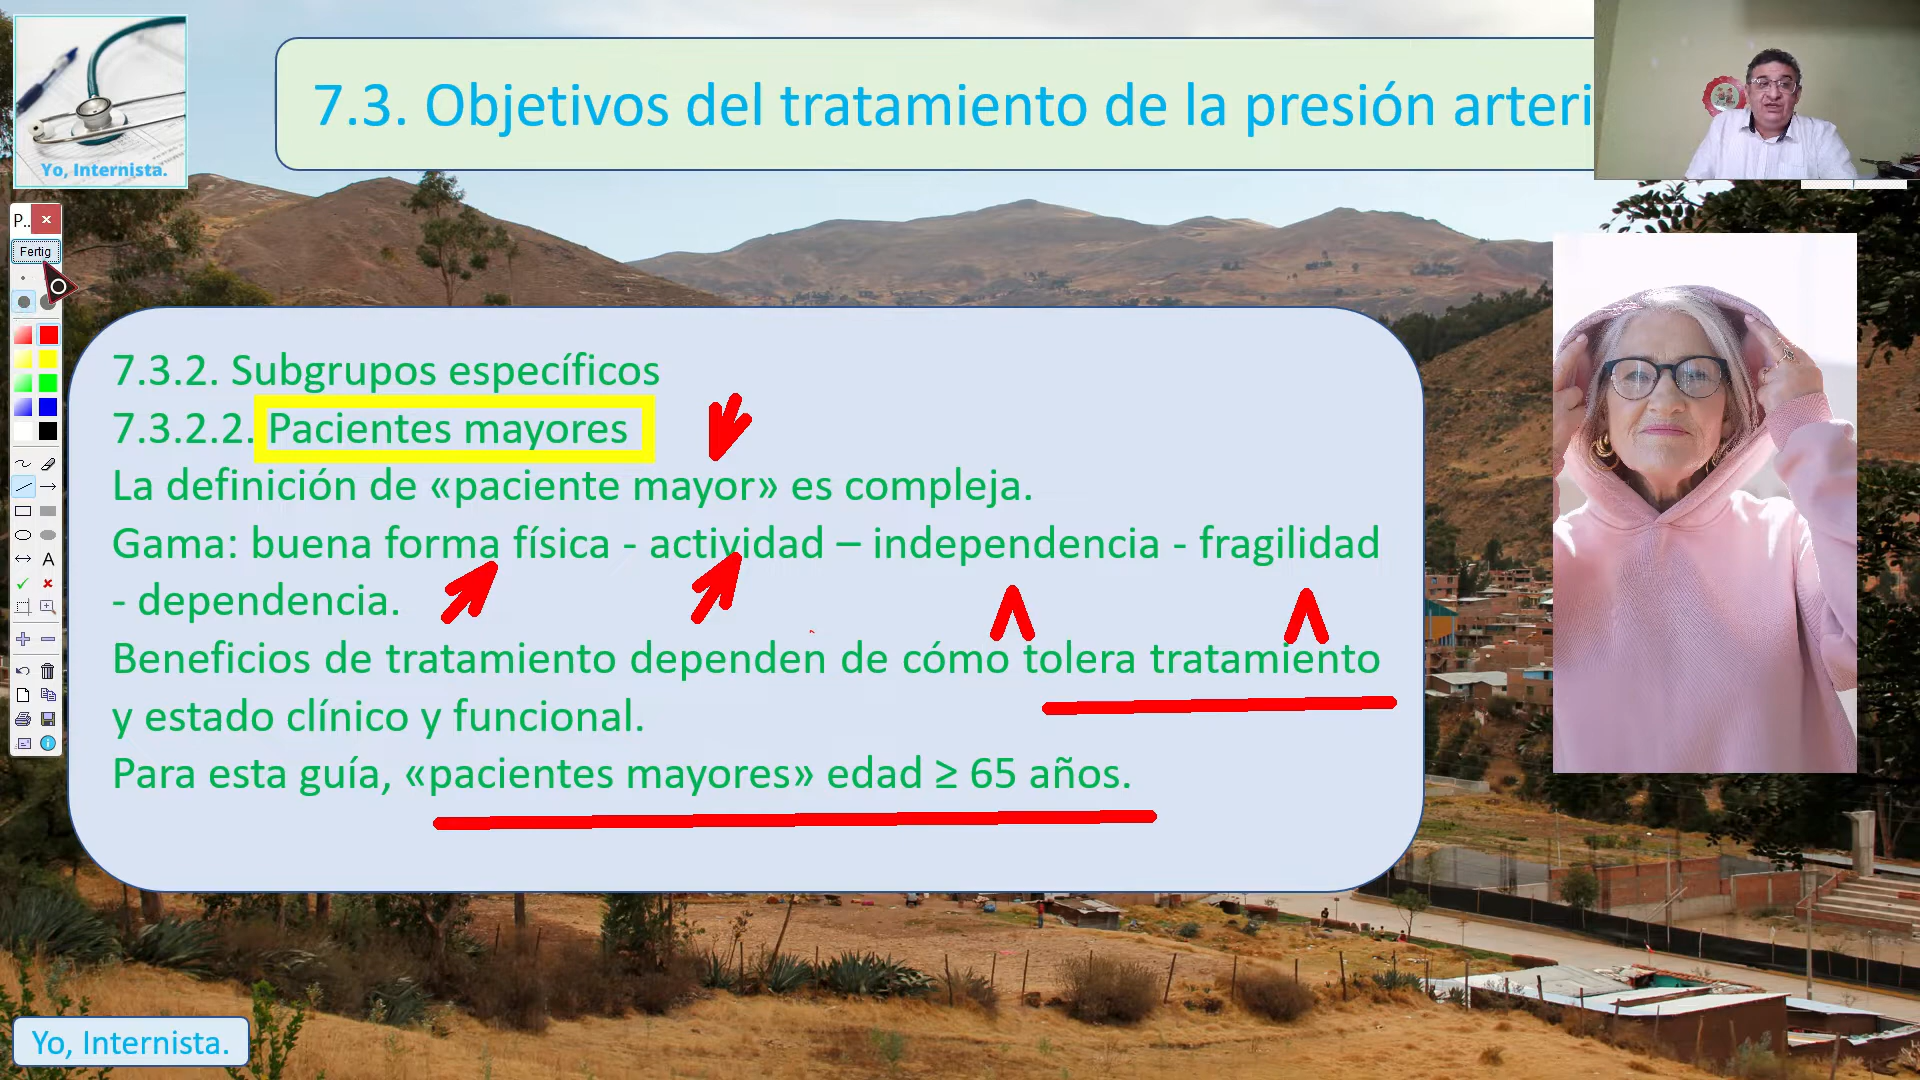 7.3. Objetivos del tratamiento de la presión arteri
Yo, Internista.
P..
Fertig
A
7.3.2. Subgrupos específicos
7.3.2.2. Pacientes mayores
La definición de «paciente mayor» es compleja.
Gama: buena forma física - actividad – independencia - fragilidad
- dependencia.
Beneficios de tratamiento dependen de cómo tolera tratamiento
y estado clínico y funcional.
Para esta guía, «pacientes mayores» edad ≥ 65 años.
Yo, Internista.